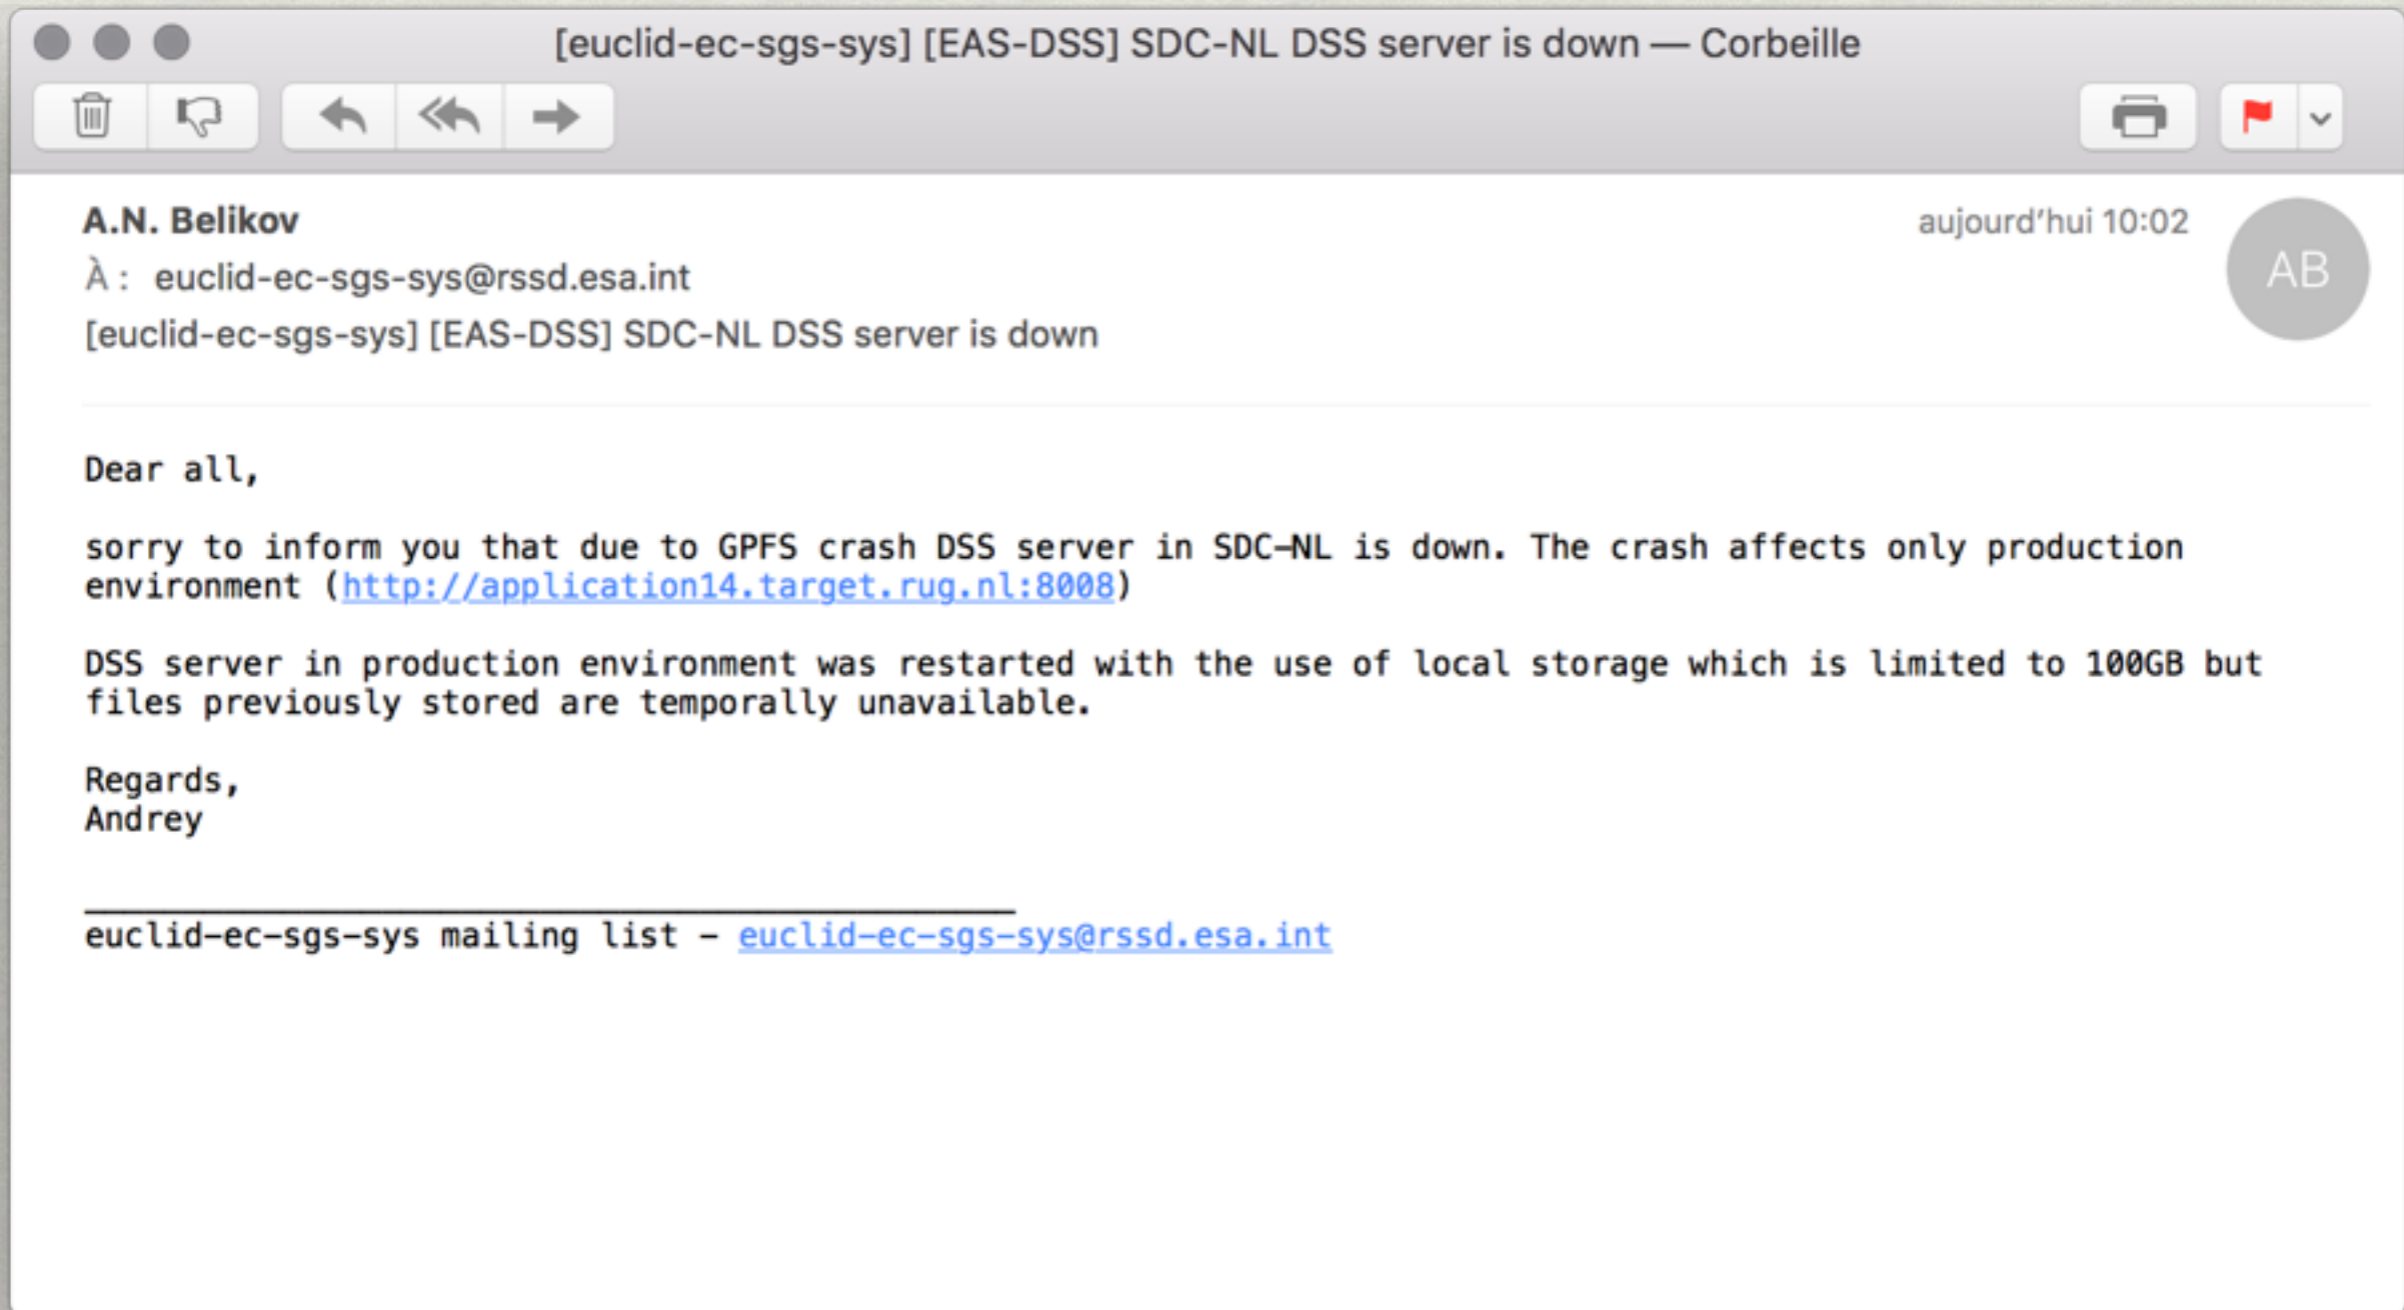 [euclid-ec-sgs-sys] [EAS-DSS] SDC-NL DSS server is down — Corbeille
A.N. Belikov
aujourd'hui 10:02
AB
À : euclid-ec-sgs-sys@rssd.esa.int
[euclid-ec-sgs-sys] [EAS-DSS] SDC-NL DSS server is down
Dear all,
sorry to inform you that due to GPFS crash DSS server in SDC-NL is down. The crash affects only production
environment (http://application14.target.rug.nl:8008)
DSS server in production environment was restarted with the use of local storage which is limited to 100GB but
files previously stored are temporally unavailable.
Regards,
Andrey
euclid-ec-sgs-sys mailing list - euclid-ec-sgs-sys@rssd.esa.int